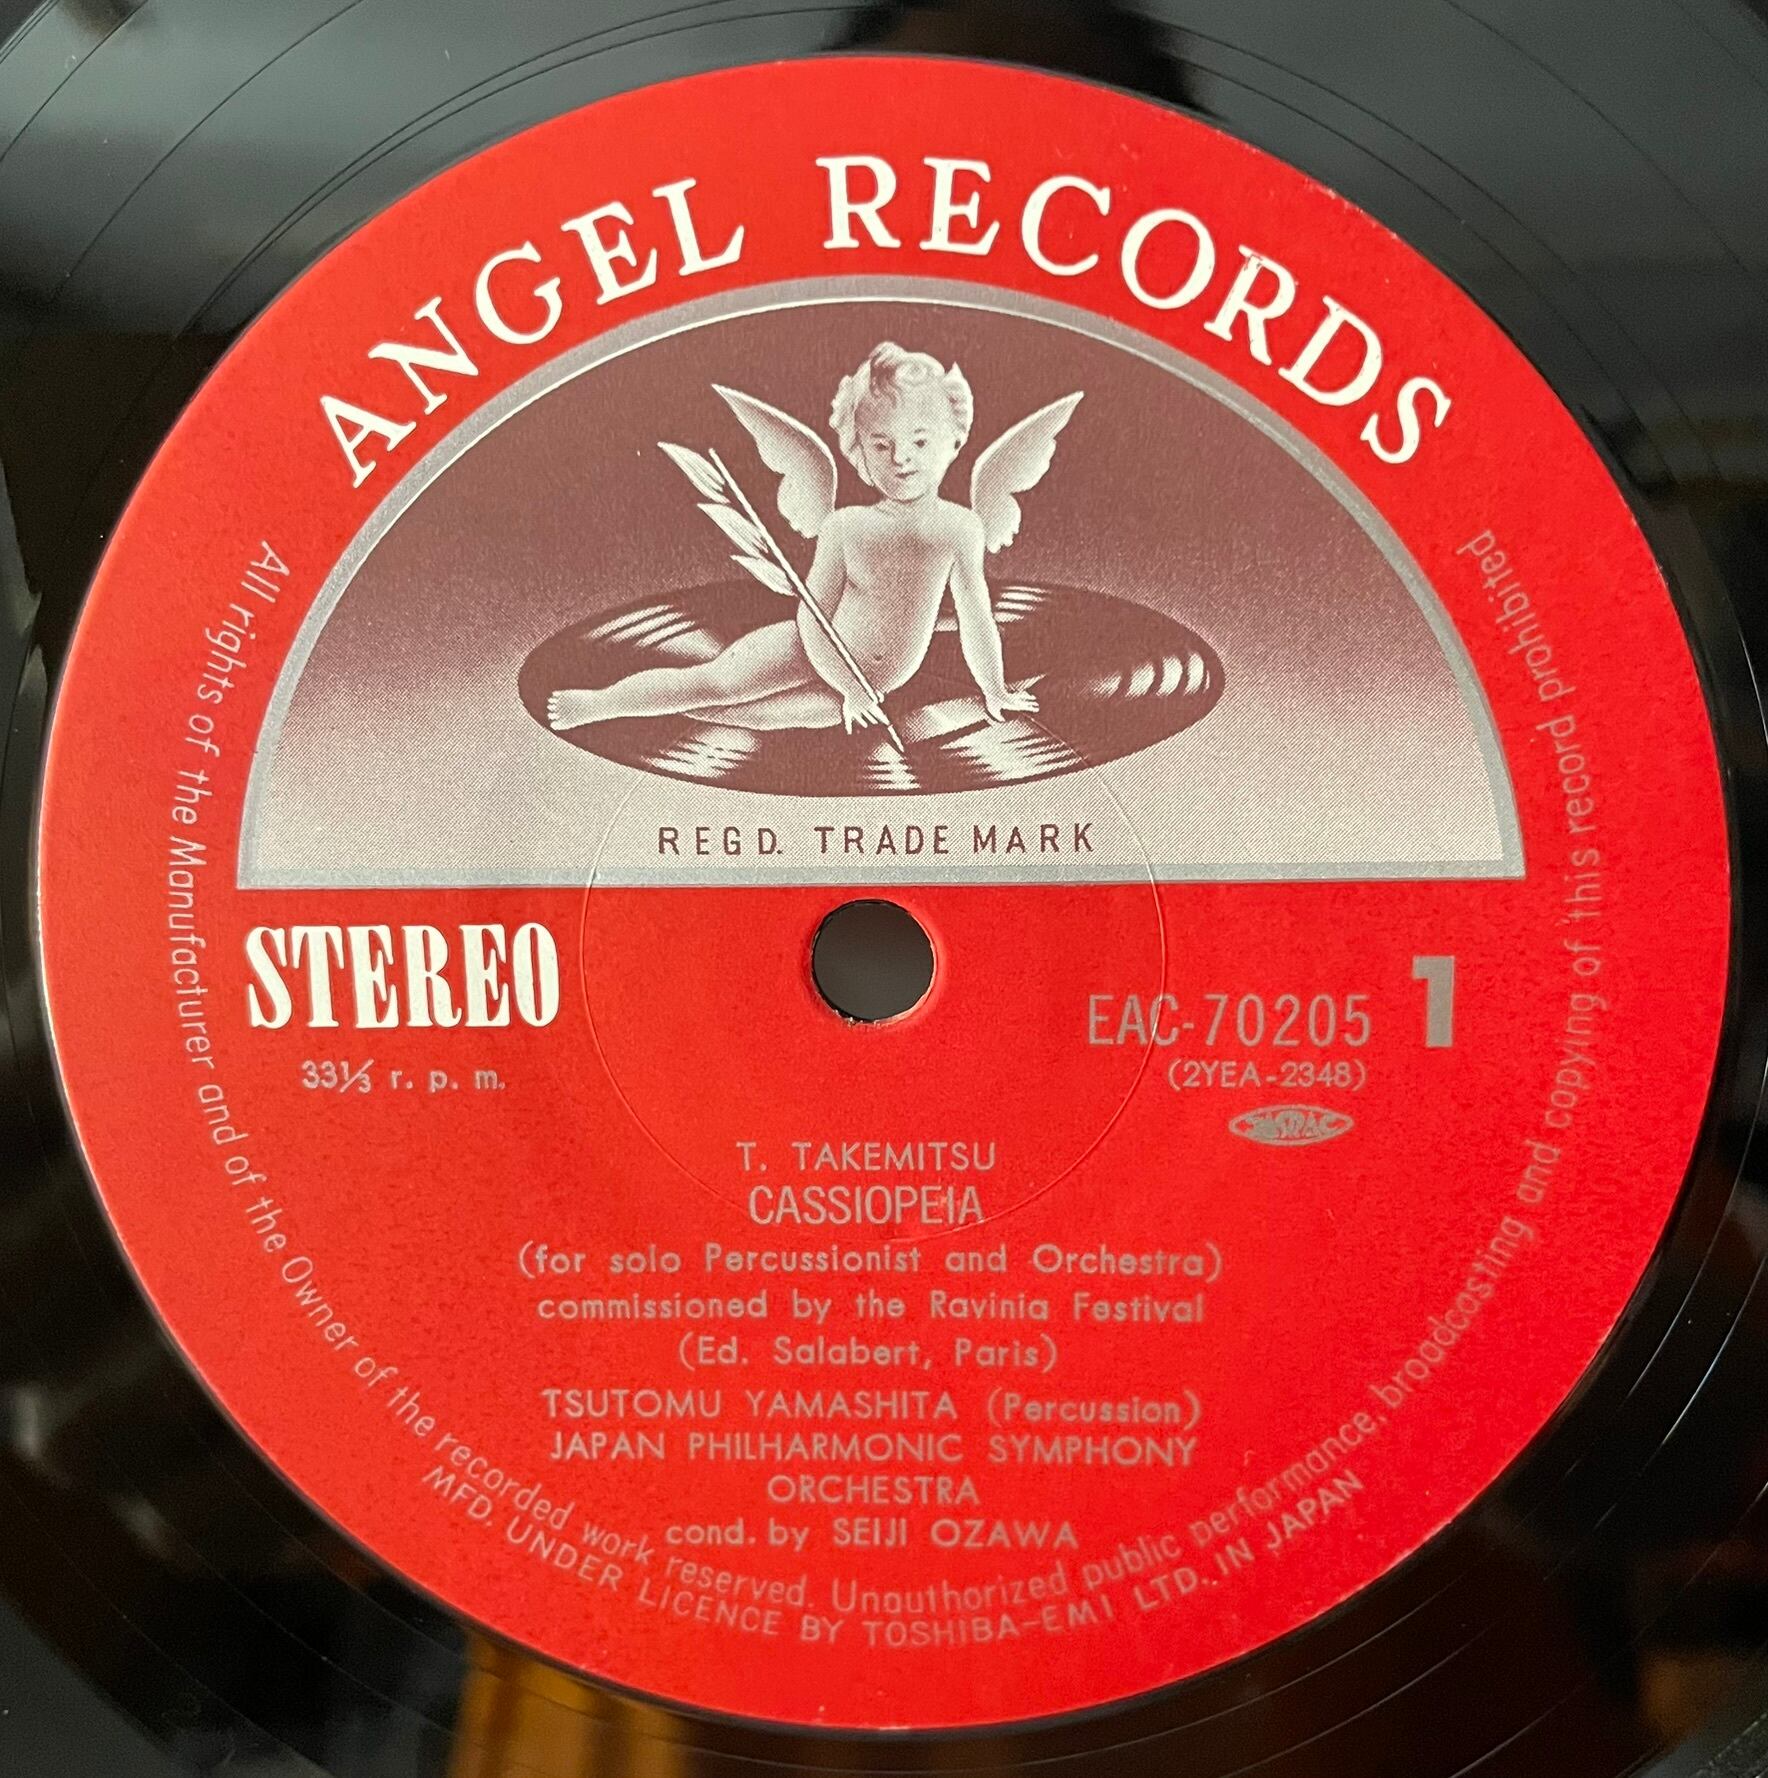 ANGEL RECORDS
REGD. TRADE MARK
STEREO
33⅓ r. p. m.
EAC-70205 1
(2YEA-2348)
T. TAKEMITSU
CASSIOPEIA
(for solo Percussionist and Orchestra)
commissioned by the Ravinia Festival
(Ed. Salabert, Paris)
TSUTOMU YAMASHITA (Percussion)
JAPAN PHILHARMONIC SYMPHONY
ORCHESTRA
cond. by SEIJI OZAWA
All rights of the Manufacturer and of the Owner of the recorded work reserved. Unauthorized public performance, broadcasting and copying of this record prohibited
MFD. UNDER LICENCE BY TOSHIBA-EMI LTD. IN JAPAN